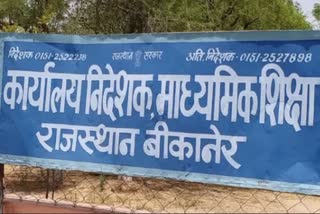 निदेशक 0151-2522238 राजस्थान सरकार अति. निदेशक: 0151-2527898
कार्यालय निदेशक, माध्यमिक शिक्षा
राजस्थान बीकानेर